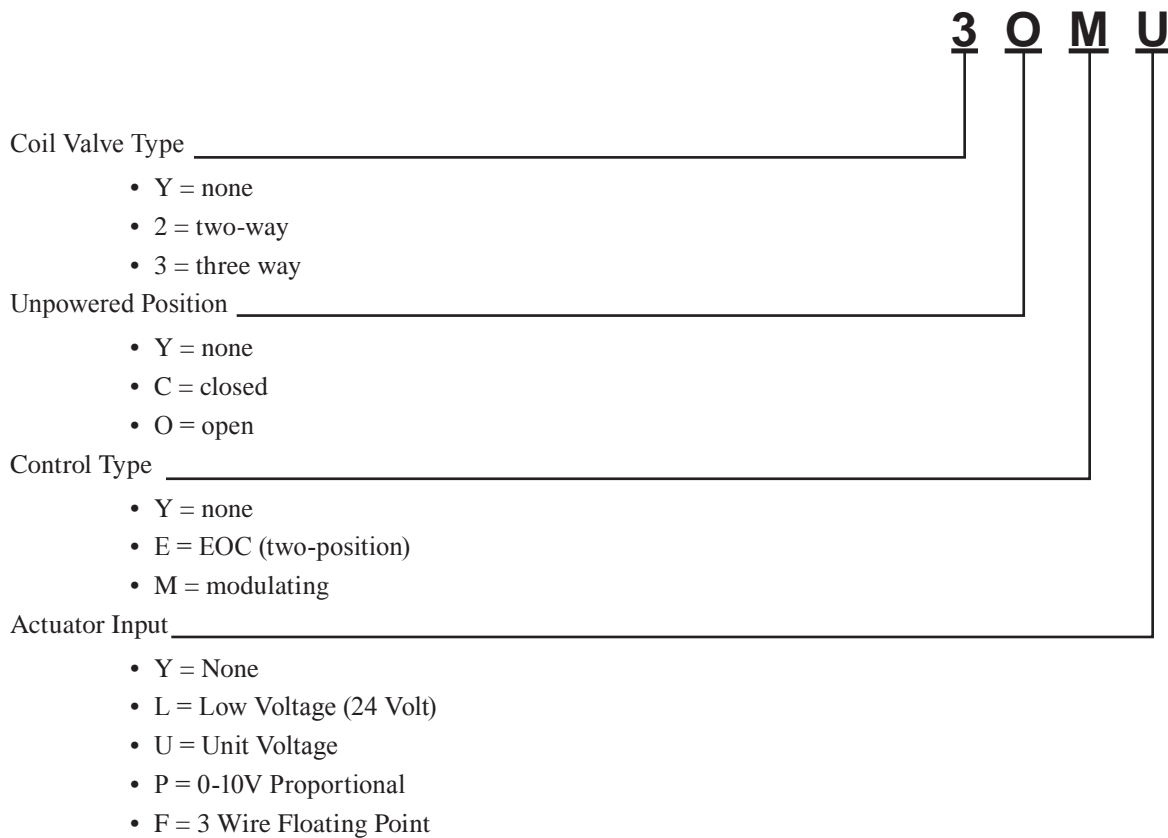 3 O M U
Coil Valve Type
• Y = none
• 2 = two-way
• 3 = three way
Unpowered Position
• Y = none
• C = closed
• O = open
Control Type
• Y = none
• E = EOC (two-position)
• M = modulating
Actuator Input
• Y = None
• L = Low Voltage (24 Volt)
• U = Unit Voltage
• P = 0-10V Proportional
• F = 3 Wire Floating Point